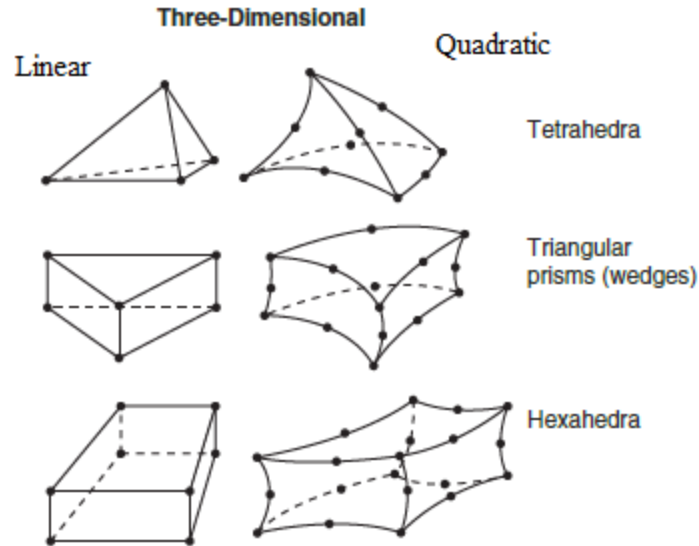 Three-Dimensional
Linear
Quadratic
Tetrahedra
Triangular
prisms (wedges)
Hexahedra